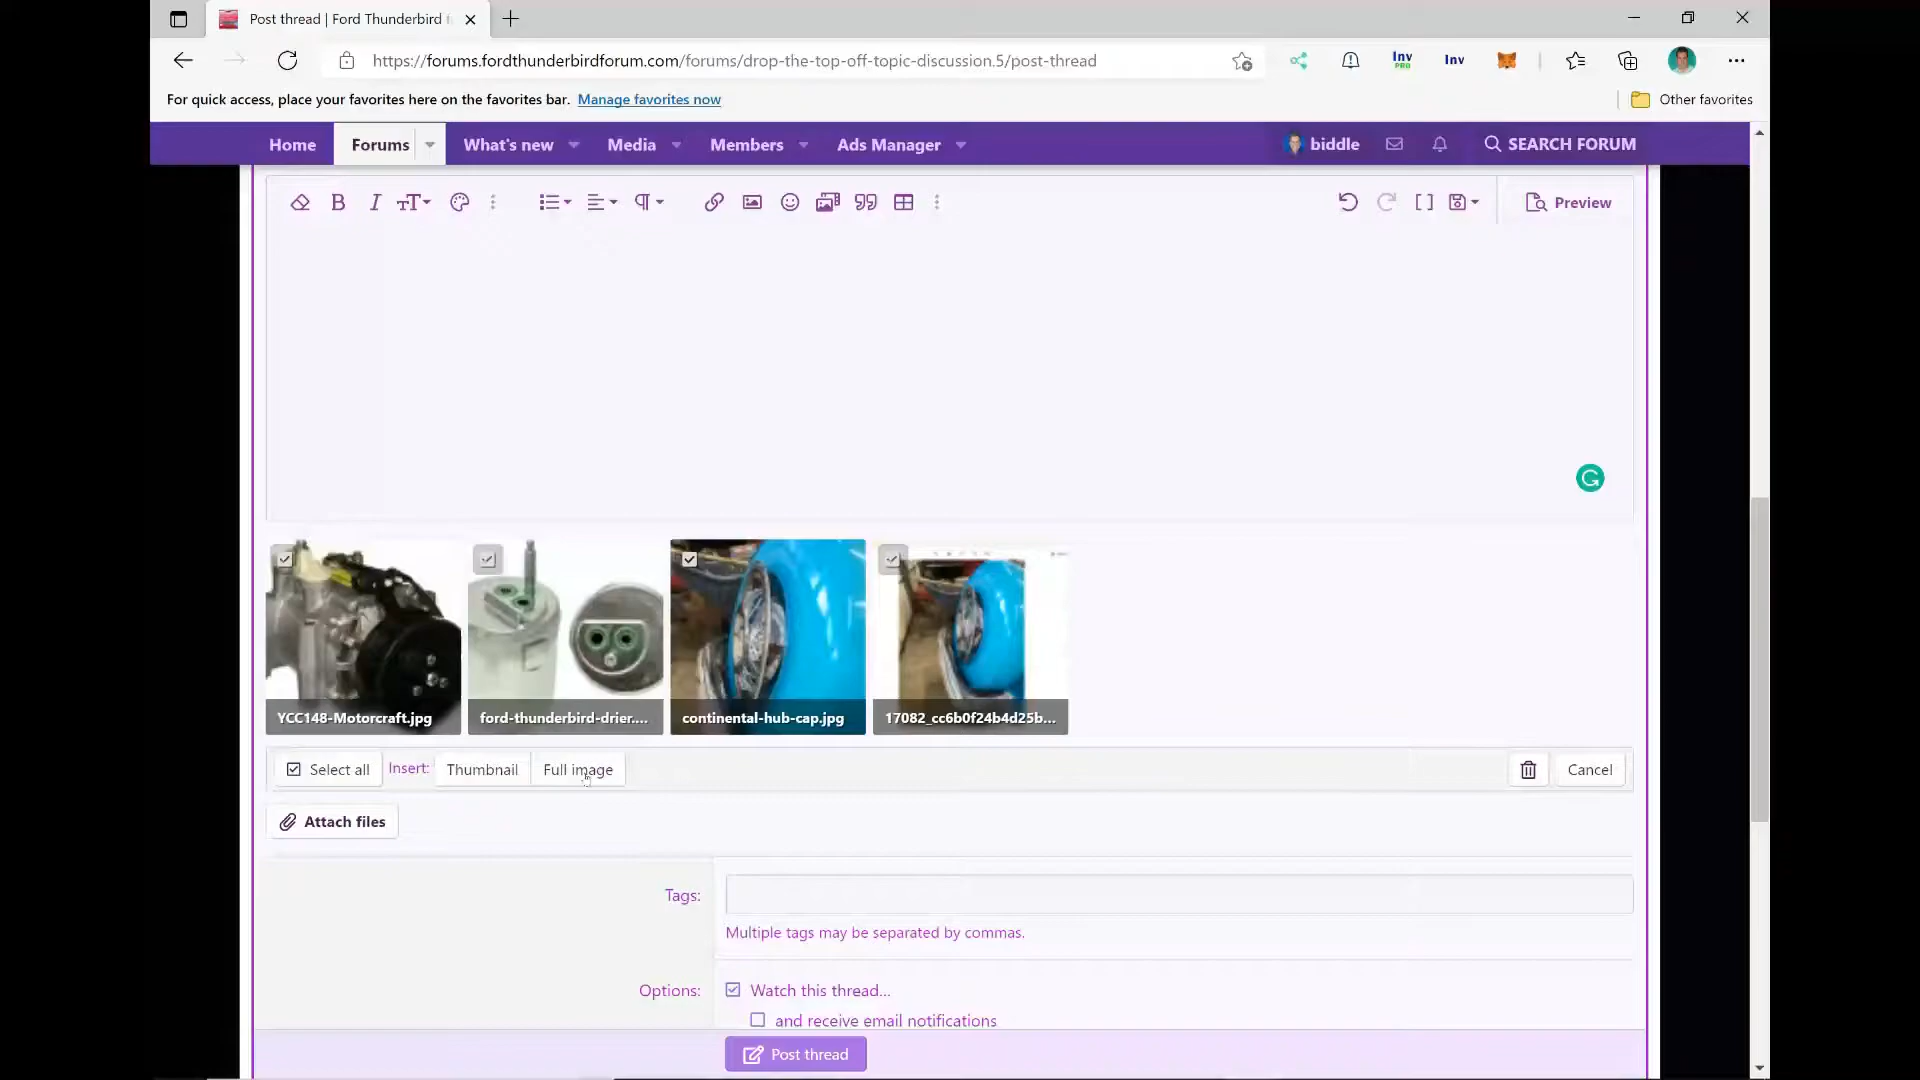 Post thread | Ford Thunderbird f
https://forums.fordthunderbirdforum.com/forums/drop-the-top-off-topic-discussion.5/post-thread
Inv PRO
Inv
For quick access, place your favorites here on the favorites bar. Manage favorites now
Other favorites
Home Forums What's new Media Members Ads Manager biddle SEARCH FORUM
Preview
YCC148-Motorcraft.jpg ford-thunderbird-drier.... continental-hub-cap.jpg 17082_cc6b0f24b4d25b...
Select all Insert: Thumbnail Full image Cancel
Attach files
Tags:
Multiple tags may be separated by commas.
Options: Watch this thread...
and receive email notifications
Post thread